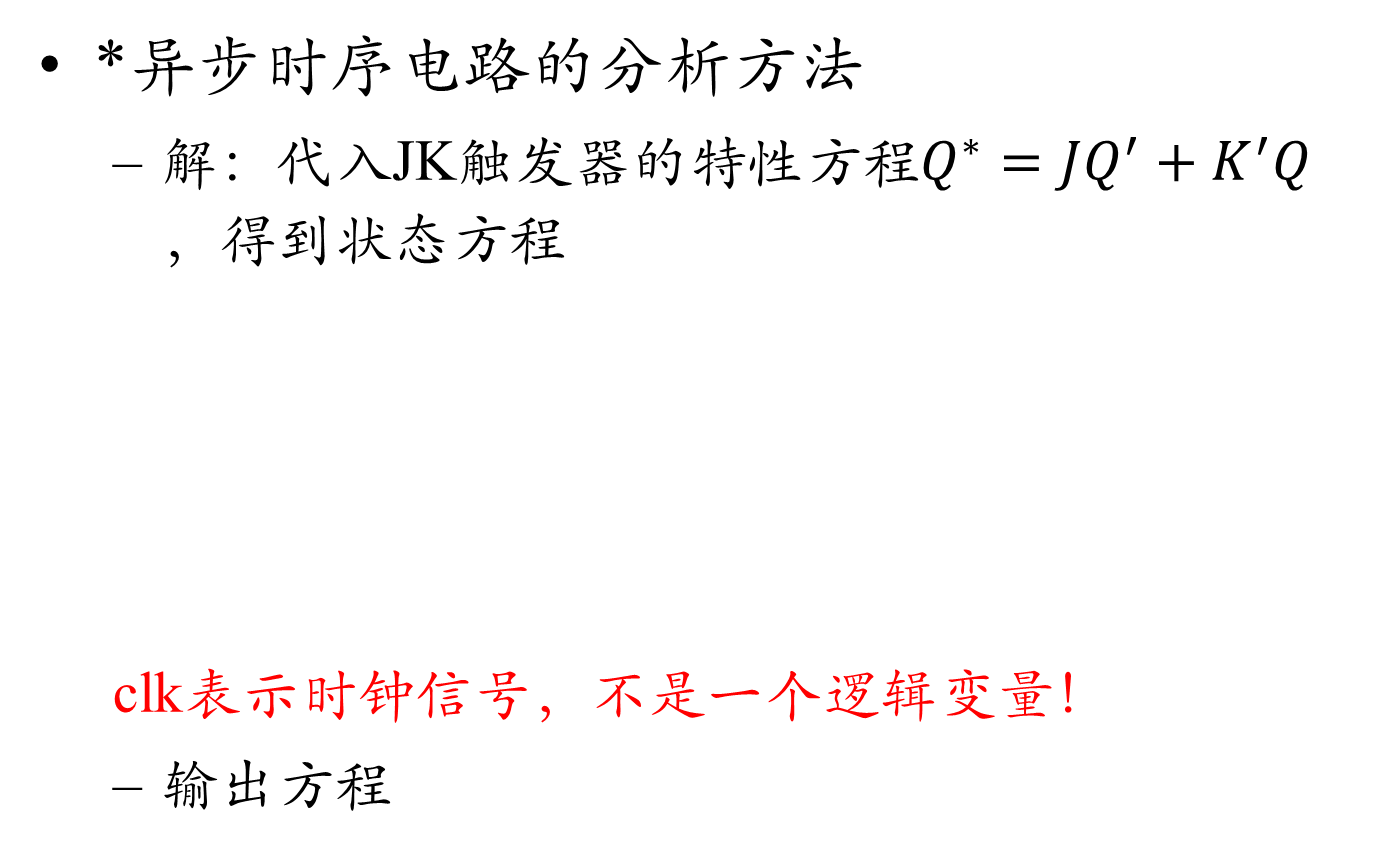 • *异步时序电路的分析方法
– 解：代入JK触发器的特性方程Q* = JQ′ + K′Q
，得到状态方程
clk表示时钟信号，不是一个逻辑变量！
– 输出方程